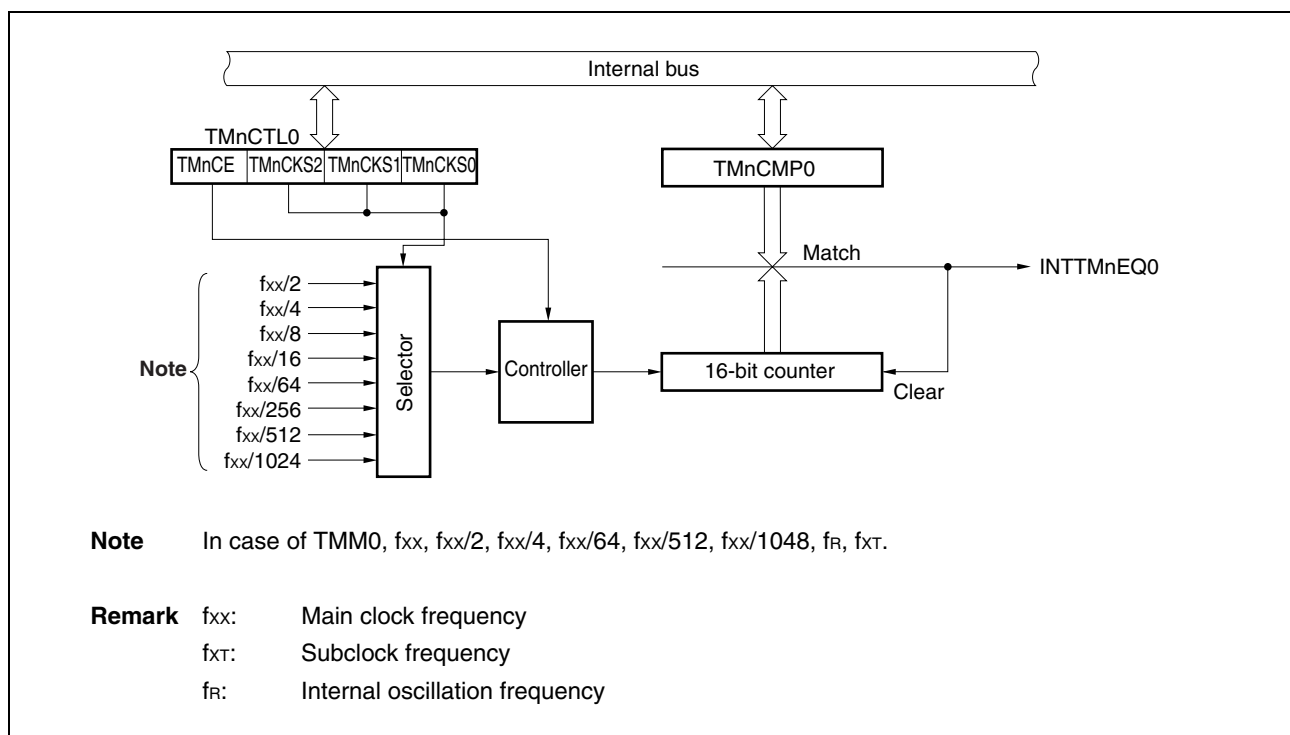 Internal bus
TMnCTL0
TMnCE TMnCKS2 TMnCKS1 TMnCKS0
TMnCMP0
Match
INTTMnEQ0
fxx/2
fxx/4
fxx/8
fxx/16
fxx/64
fxx/256
fxx/512
fxx/1024
Note
Selector
Controller
16-bit counter
Clear
Note In case of TMM0, fxx, fxx/2, fxx/4, fxx/64, fxx/512, fxx/1048, fR, fXT.
Remark fxx: Main clock frequency
fXT: Subclock frequency
fR: Internal oscillation frequency